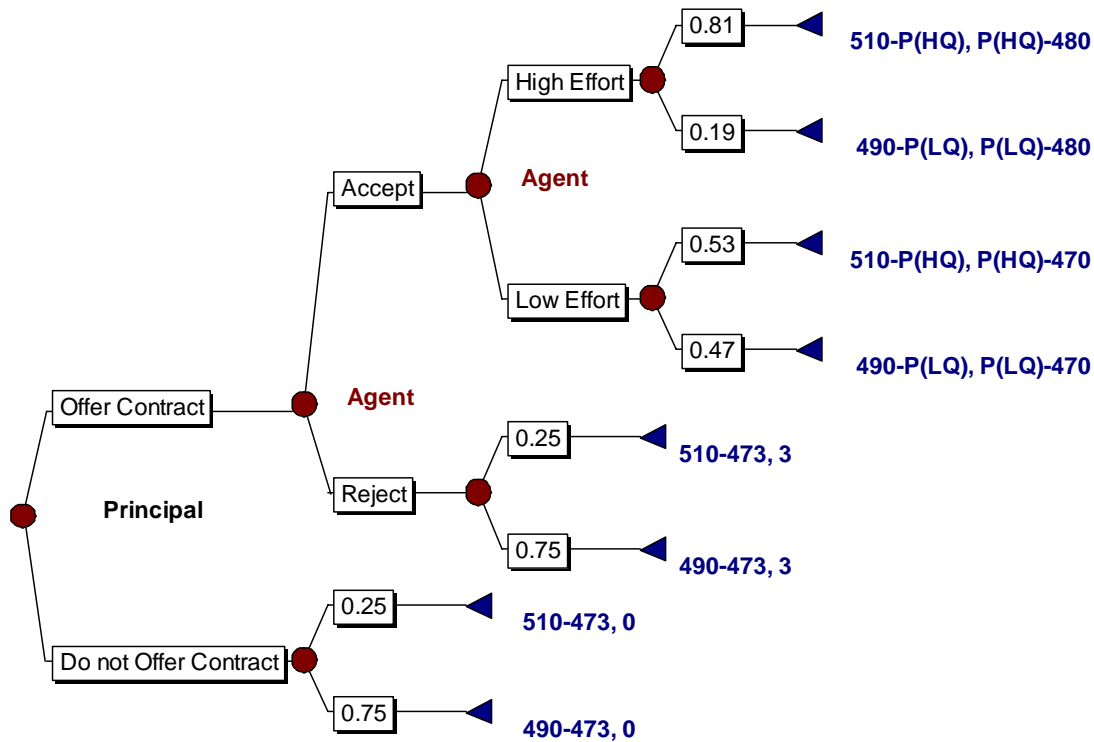 0.81
510-P(HQ), P(HQ)-480
High Effort
0.19
490-P(LQ), P(LQ)-480
Accept
Agent
0.53
510-P(HQ), P(HQ)-470
Low Effort
0.47
490-P(LQ), P(LQ)-470
Offer Contract
Agent
0.25
510-473, 3
Reject
Principal
0.75
490-473, 3
0.25
510-473, 0
Do not Offer Contract
0.75
490-473, 0